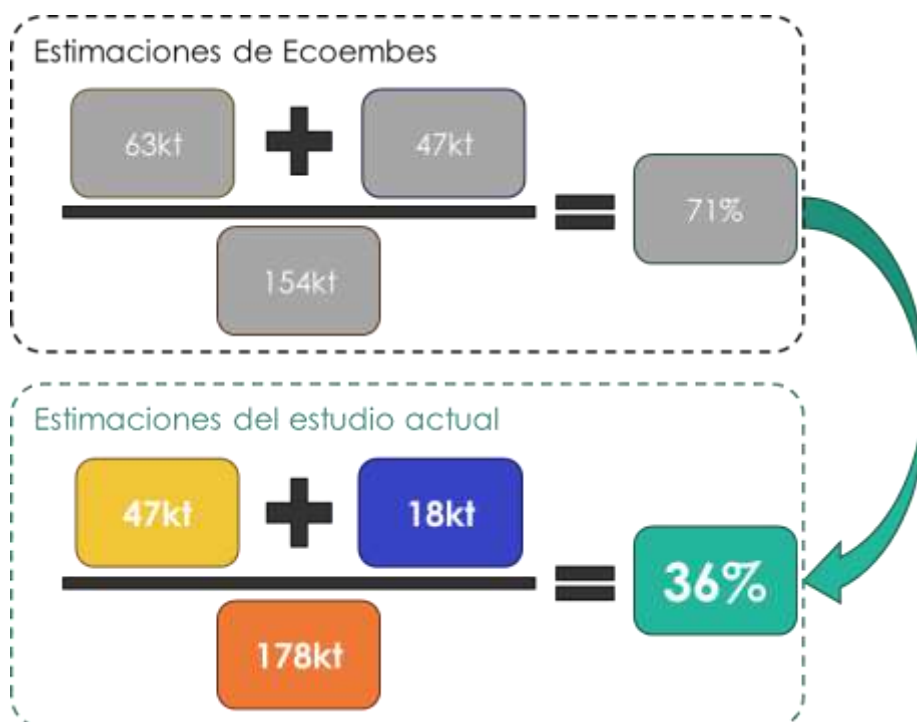 Estimaciones de Ecoembes
63kt + 47kt
= 71%
154kt
Estimaciones del estudio actual
47kt + 18kt
= 36%
178kt